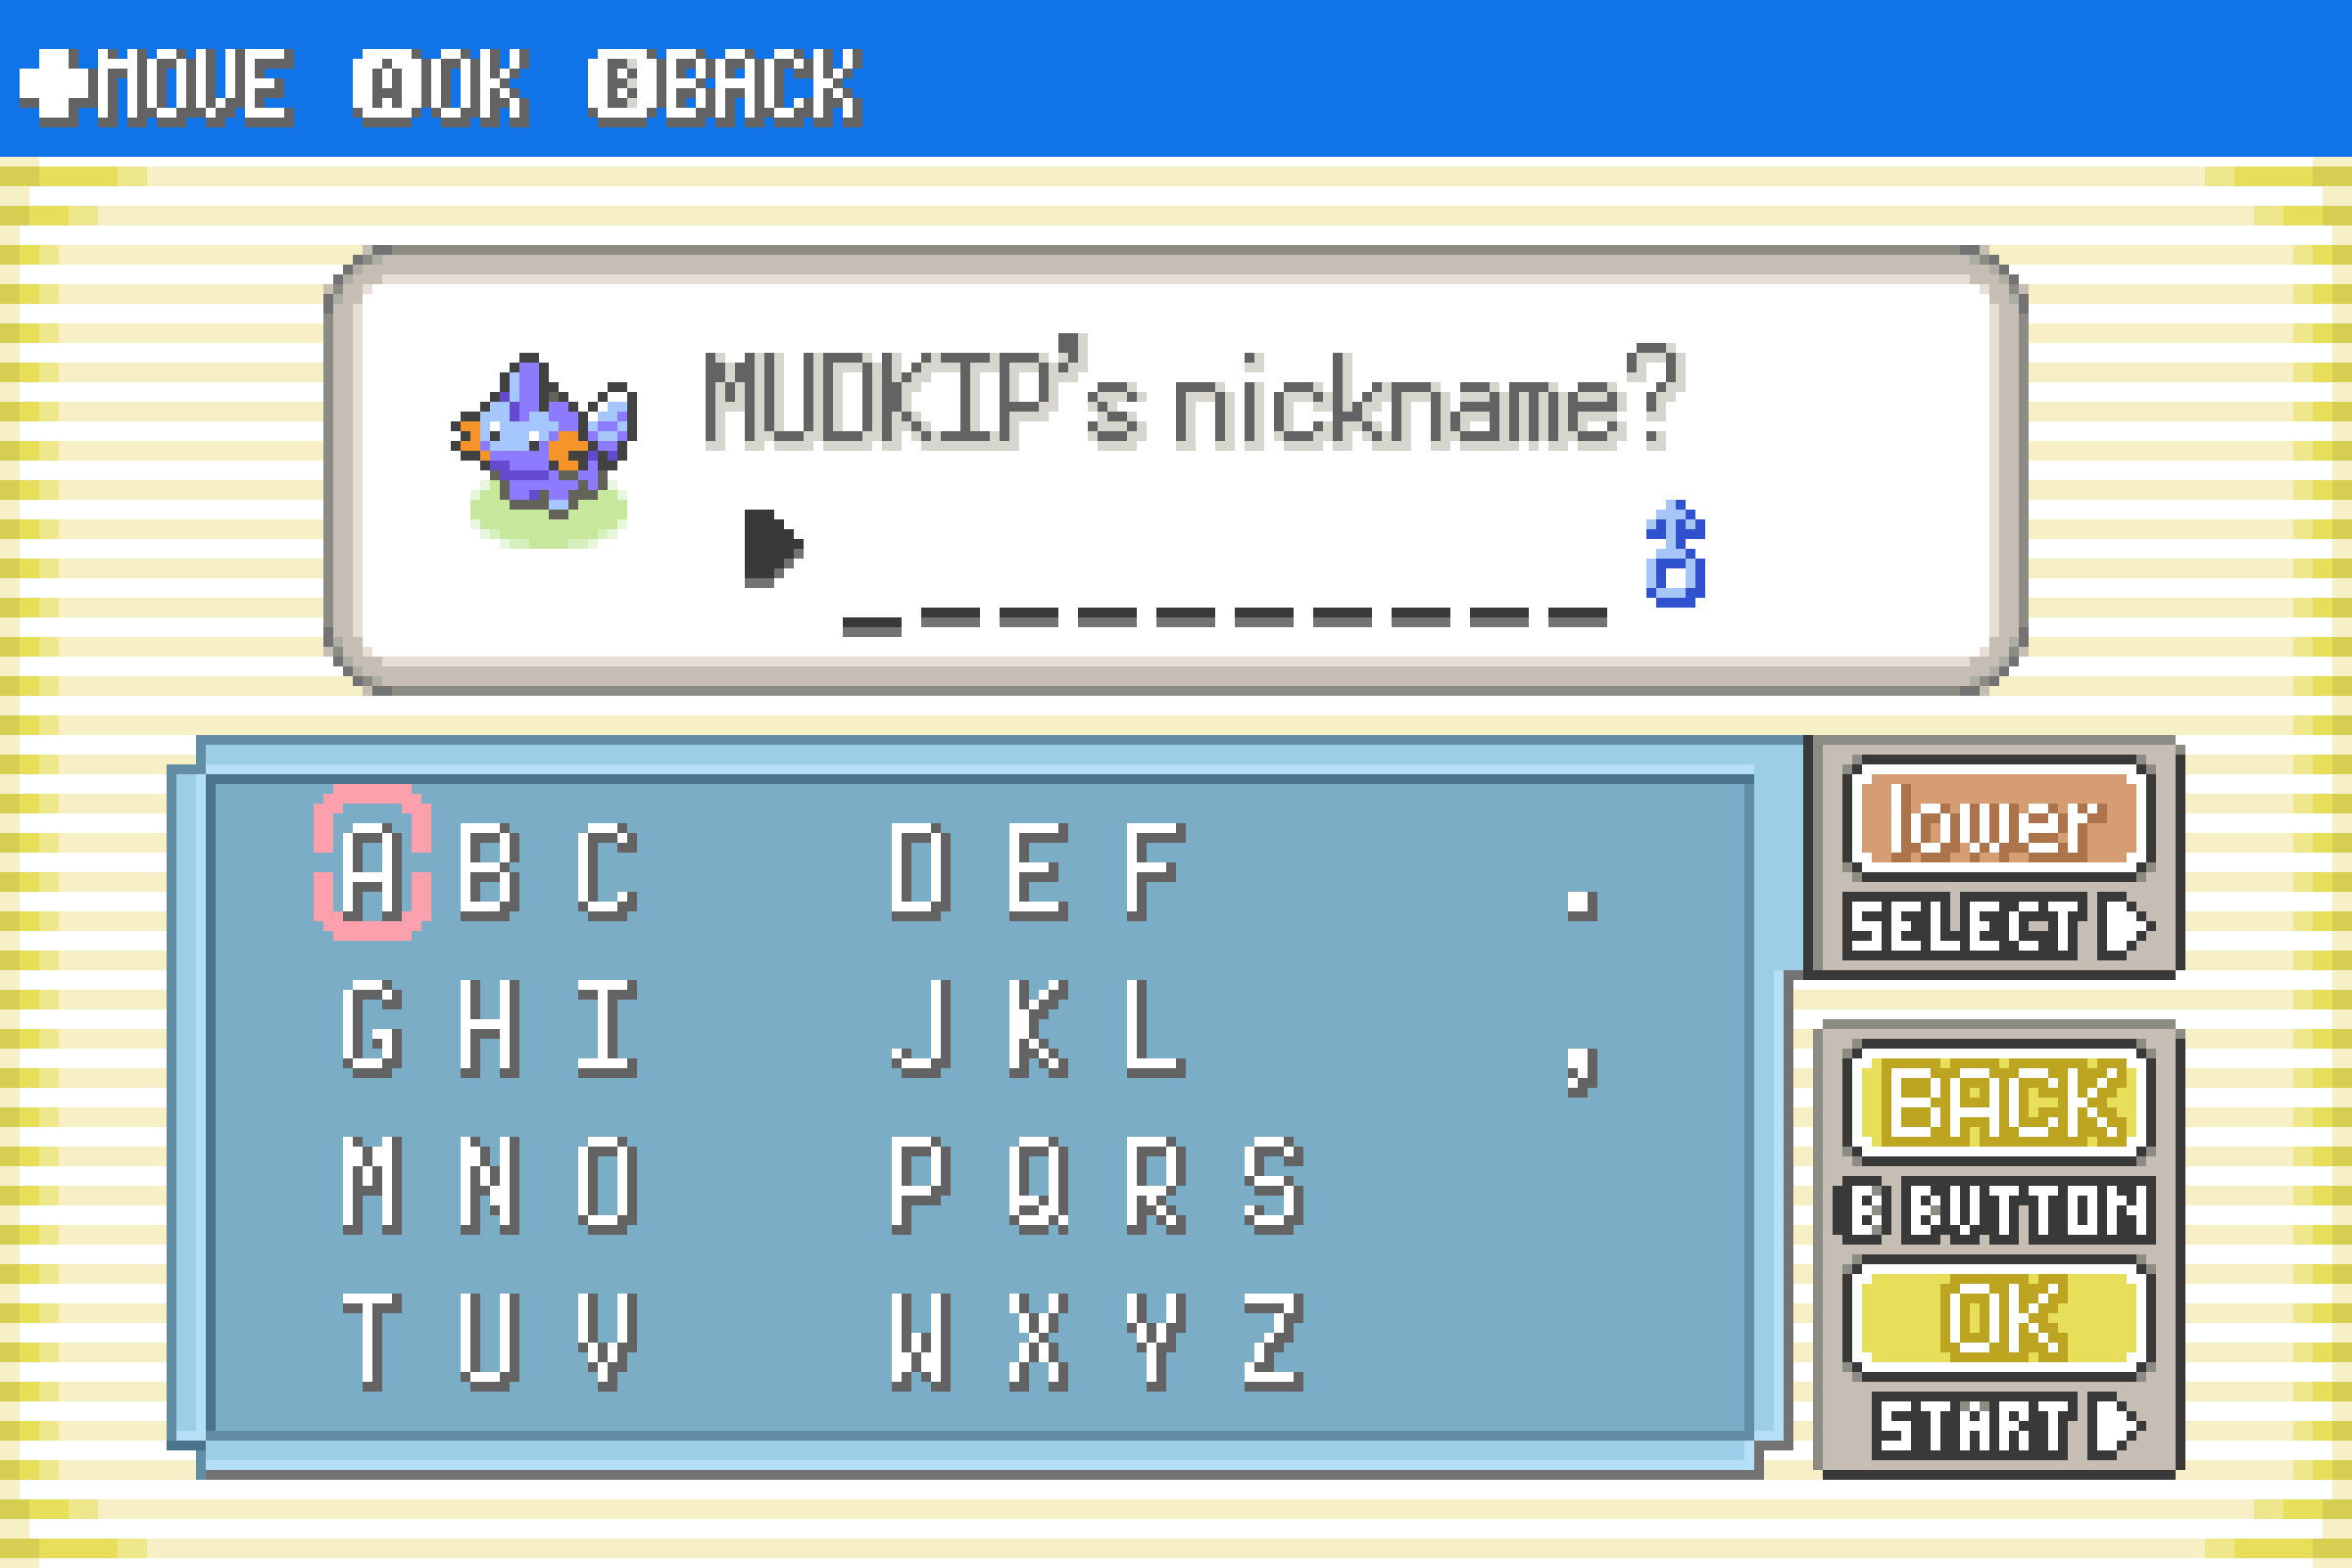 MOVE A OK B BACK
MUDKIP's nickname?
♂
A B C D E F .
G H I J K L ,
M N O P Q R S
T U V W X Y Z
lower
SELECT
BACK
B BUTTON
OK
START